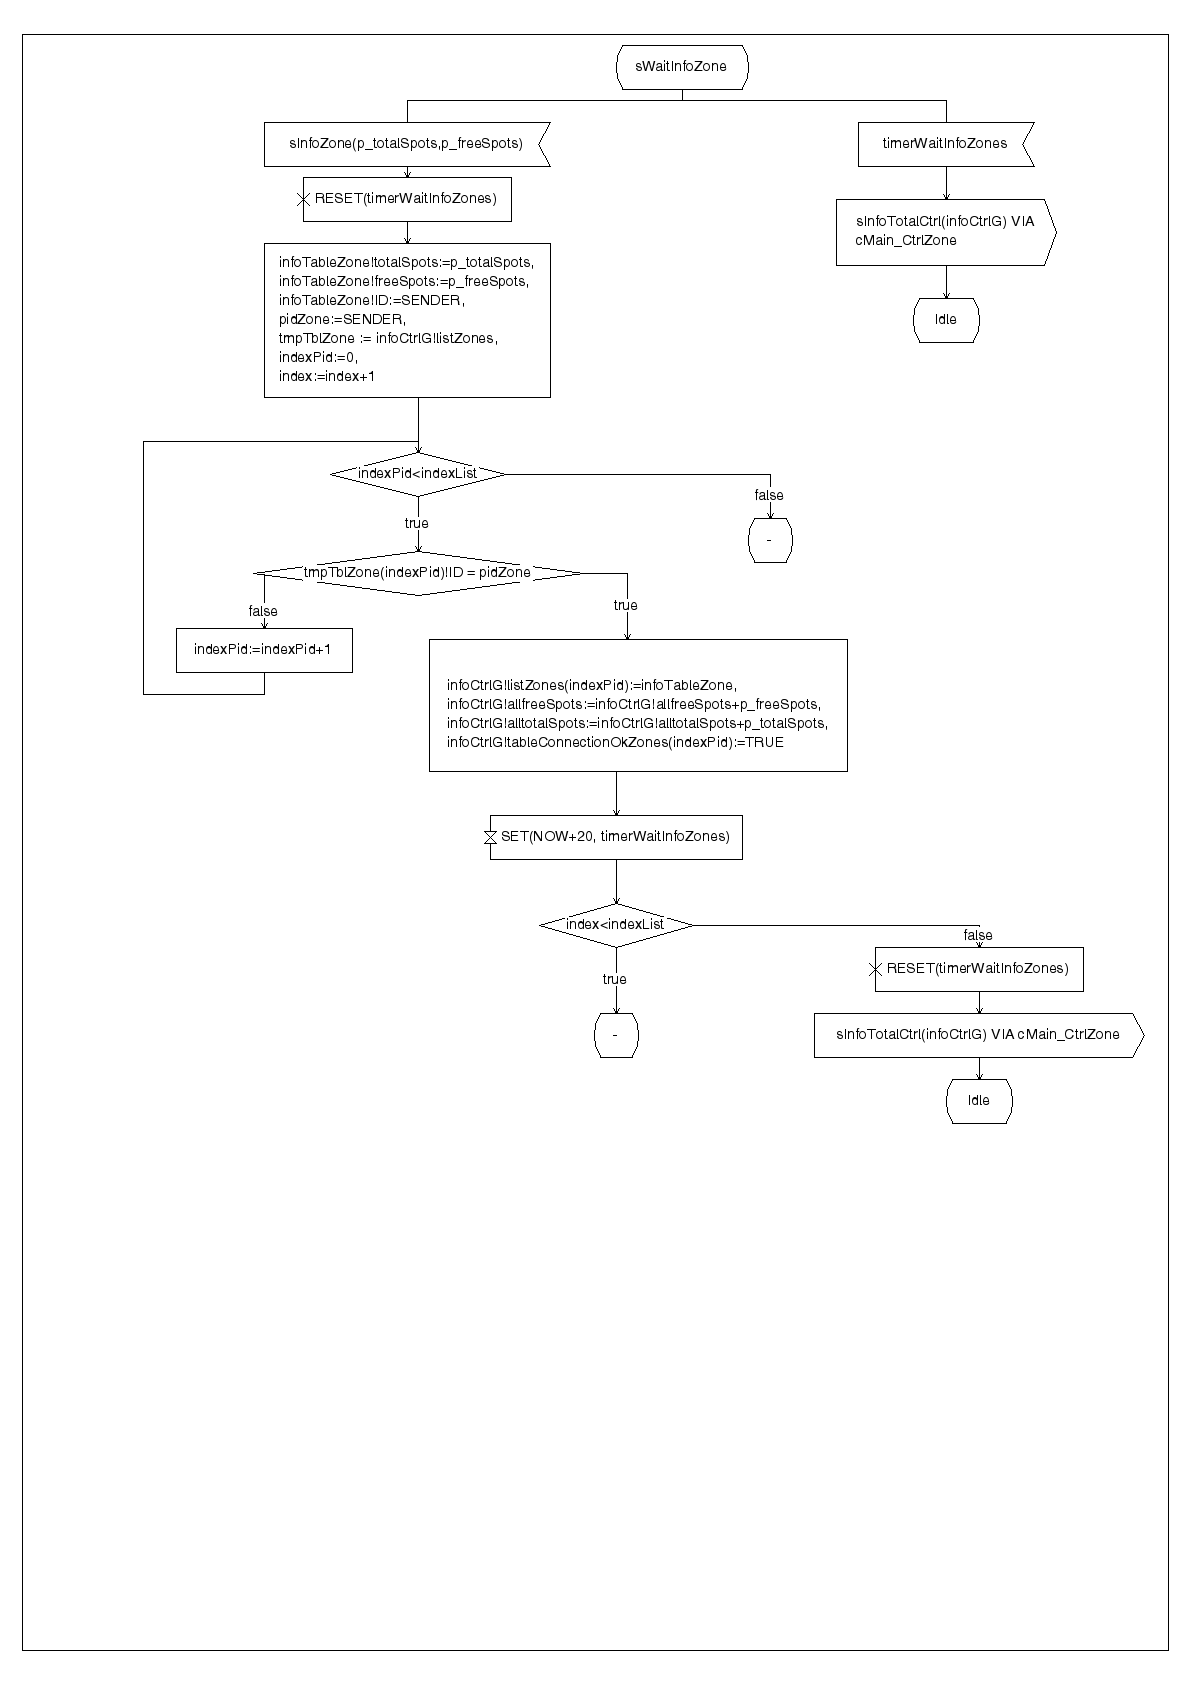 sWaitInfoZone
sInfoZone(p_totalSpots,p_freeSpots)
timerWaitInfoZones
RESET(timerWaitInfoZones)
sInfoTotalCtrl(infoCtrlG) VIA
cMain_CtrlZone
infoTableZone!totalSpots:=p_totalSpots,
infoTableZone!freeSpots:=p_freeSpots,
infoTableZone!ID:=SENDER,
pidZone:=SENDER,
tmpTblZone := infoCtrlG!listZones,
indexPid:=0,
index:=index+1
Idle
indexPid<indexList
false
true
-
tmpTblZone(indexPid)!ID = pidZone
false
true
indexPid:=indexPid+1
infoCtrlG!listZones(indexPid):=infoTableZone,
infoCtrlG!allfreeSpots:=infoCtrlG!allfreeSpots+p_freeSpots,
infoCtrlG!alltotalSpots:=infoCtrlG!alltotalSpots+p_totalSpots,
infoCtrlG!tableConnectionOkZones(indexPid):=TRUE
SET(NOW+20, timerWaitInfoZones)
index<indexList
false
RESET(timerWaitInfoZones)
true
-
sInfoTotalCtrl(infoCtrlG) VIA cMain_CtrlZone
Idle